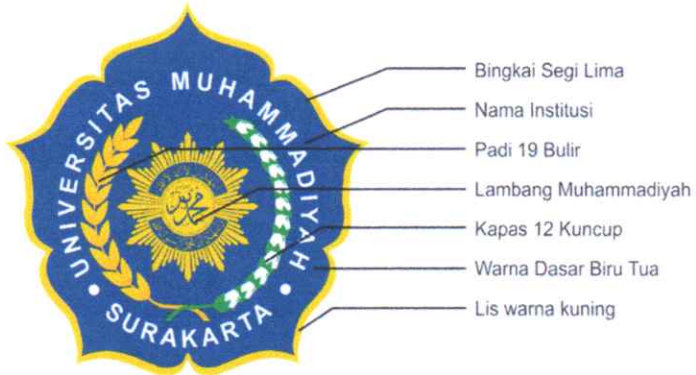 UNIVERSITAS MUHAMMADIYAH
SURAKARTA
Bingkai Segi Lima
Nama Institusi
Padi 19 Bulir
Lambang Muhammadiyah
Kapas 12 Kuncup
Warna Dasar Biru Tua
Lis warna kuning